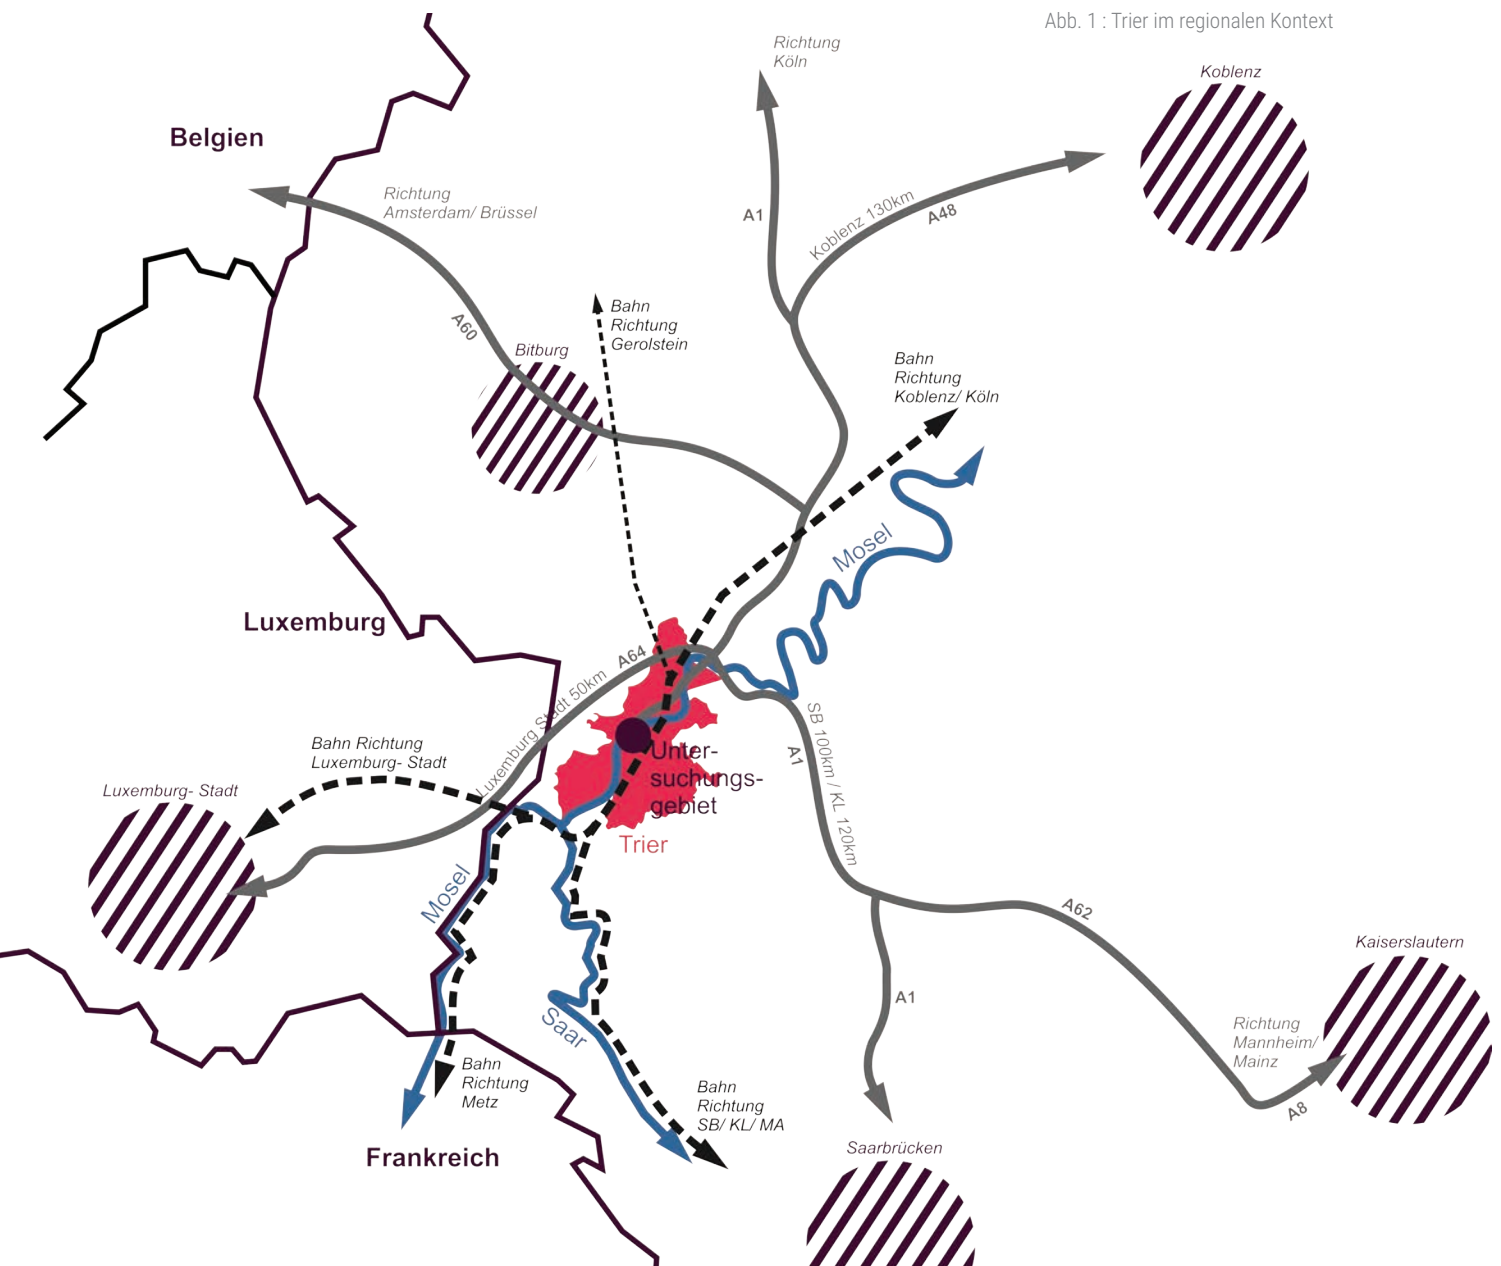 Abb. 1 : Trier im regionalen Kontext
Richtung
Köln
Koblenz
Belgien
Richtung
Amsterdam/ Brüssel
A1
Koblenz 130km
A48
A60
Bahn
Richtung
Gerolstein
Bitburg
Bahn
Richtung
Koblenz/ Köln
Mosel
Luxemburg
A64
Luxemburg Stadt 50km
SB 100km / KL 120km
A1
Unter-
suchungs-
gebiet
Trier
Bahn Richtung
Luxemburg- Stadt
Luxemburg- Stadt
Mosel
A62
Kaiserslautern
A1
Saar
Richtung
Mannheim/
Mainz
A8
Bahn
Richtung
Metz
Bahn
Richtung
SB/ KL/ MA
Frankreich
Saarbrücken